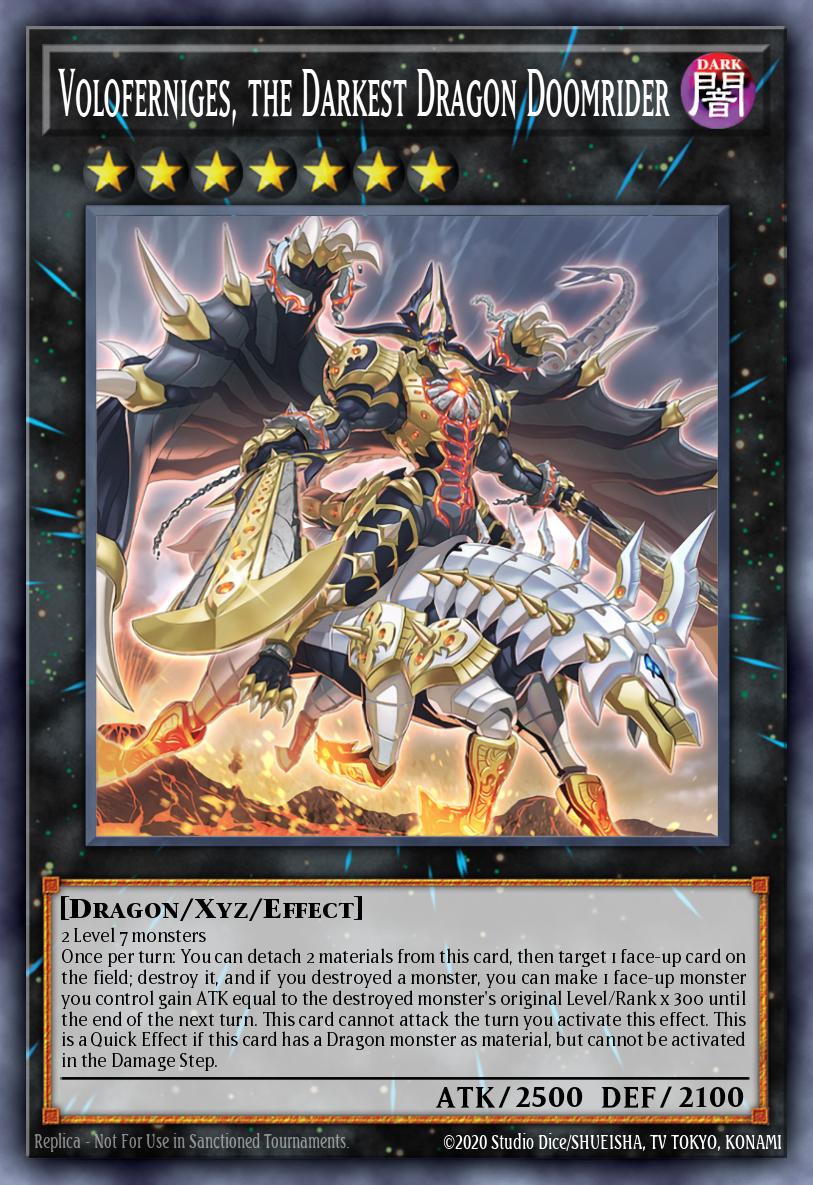 Voloferniges, the Darkest Dragon Doomrider
DARK
闇
[Dragon/Xyz/Effect]
2 Level 7 monsters
Once per turn: You can detach 2 materials from this card, then target 1 face-up card on
the field; destroy it, and if you destroyed a monster, you can make 1 face-up monster
you control gain ATK equal to the destroyed monster's original Level/Rank x 300 until
the end of the next turn. This card cannot attack the turn you activate this effect. This
is a Quick Effect if this card has a Dragon monster as material, but cannot be activated
in the Damage Step.
ATK/2500 DEF/2100
Replica - Not For Use in Sanctioned Tournaments.
©2020 Studio Dice/SHUEISHA, TV TOKYO, KONAMI